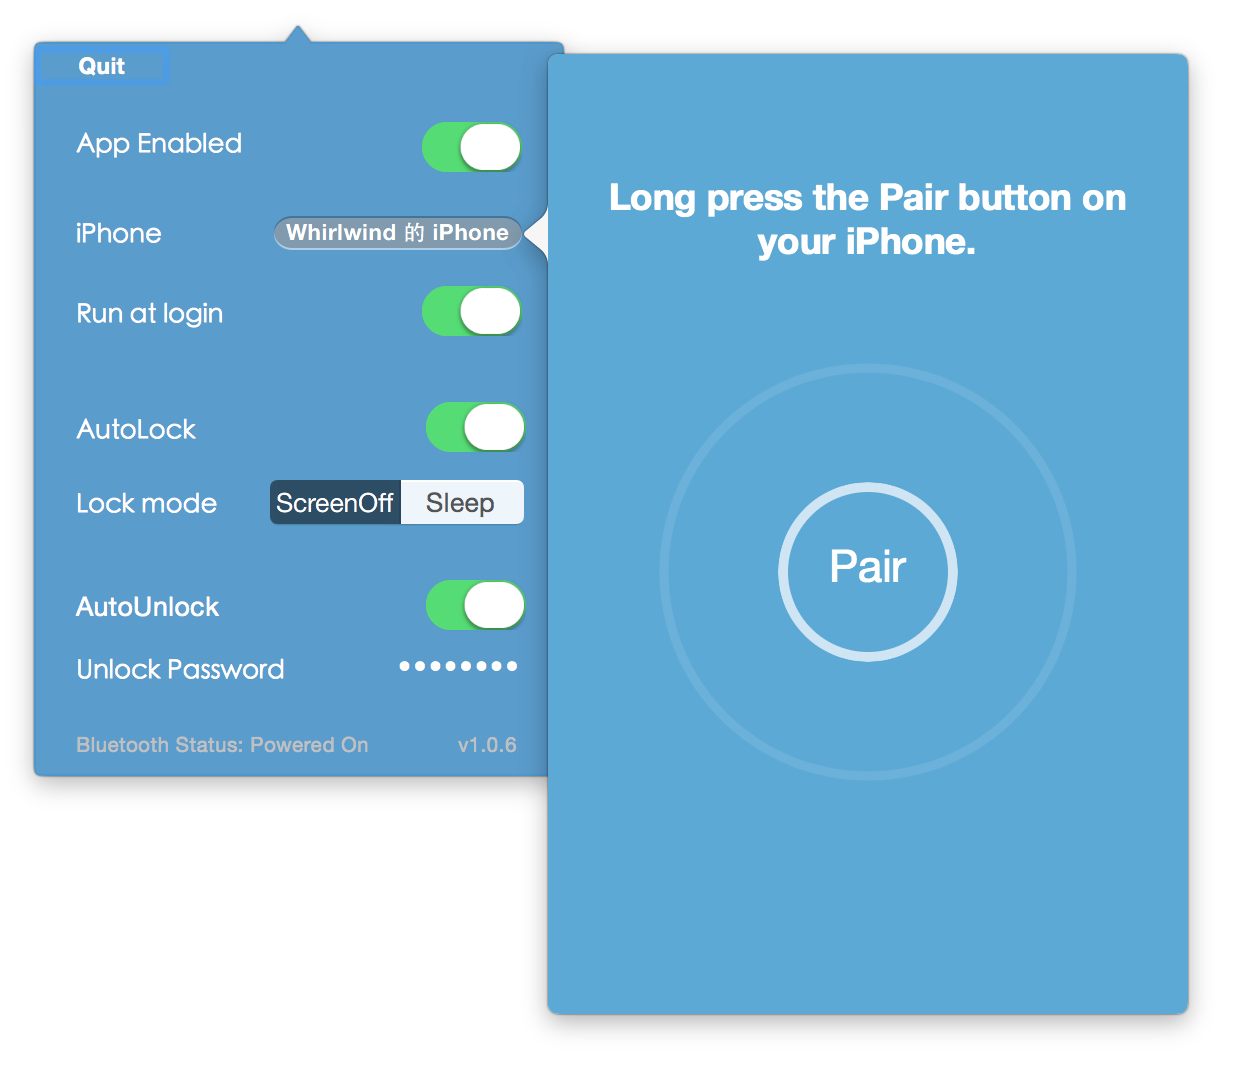 Quit
App Enabled
iPhone
Whirlwind 的 iPhone
Run at login
AutoLock
Lock mode
ScreenOff
Sleep
AutoUnlock
Unlock Password
••••••••
Bluetooth Status: Powered On
v1.0.6
Long press the Pair button on
your iPhone.
Pair